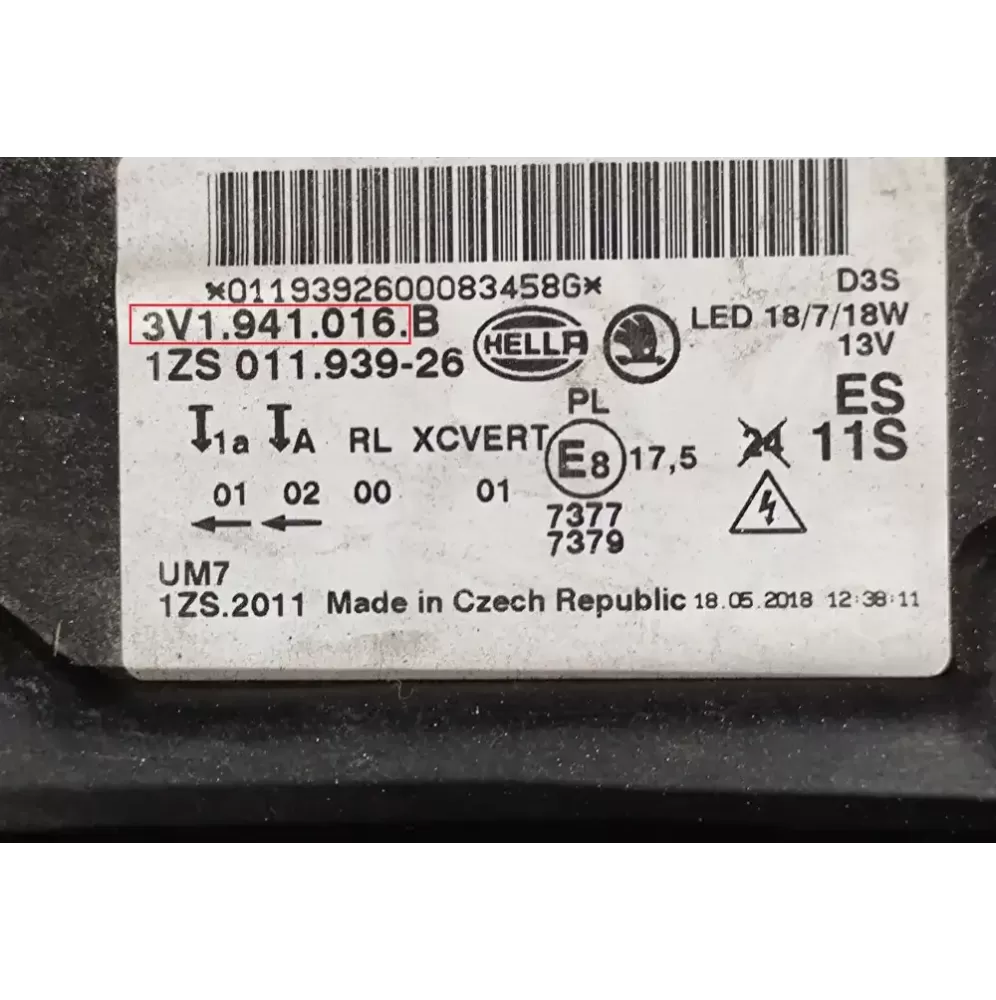 *0119392600083458G*
D3S
3V1.941.016.B
HELLA
LED 18/7/18W
13V
1ZS 011.939-26
ES
PL
1a A RL XCVERT E8 17,5 24 11S
01 02 00 01
7377
7379
UM7
1ZS.2011 Made in Czech Republic 18.05.2018 12:38:11